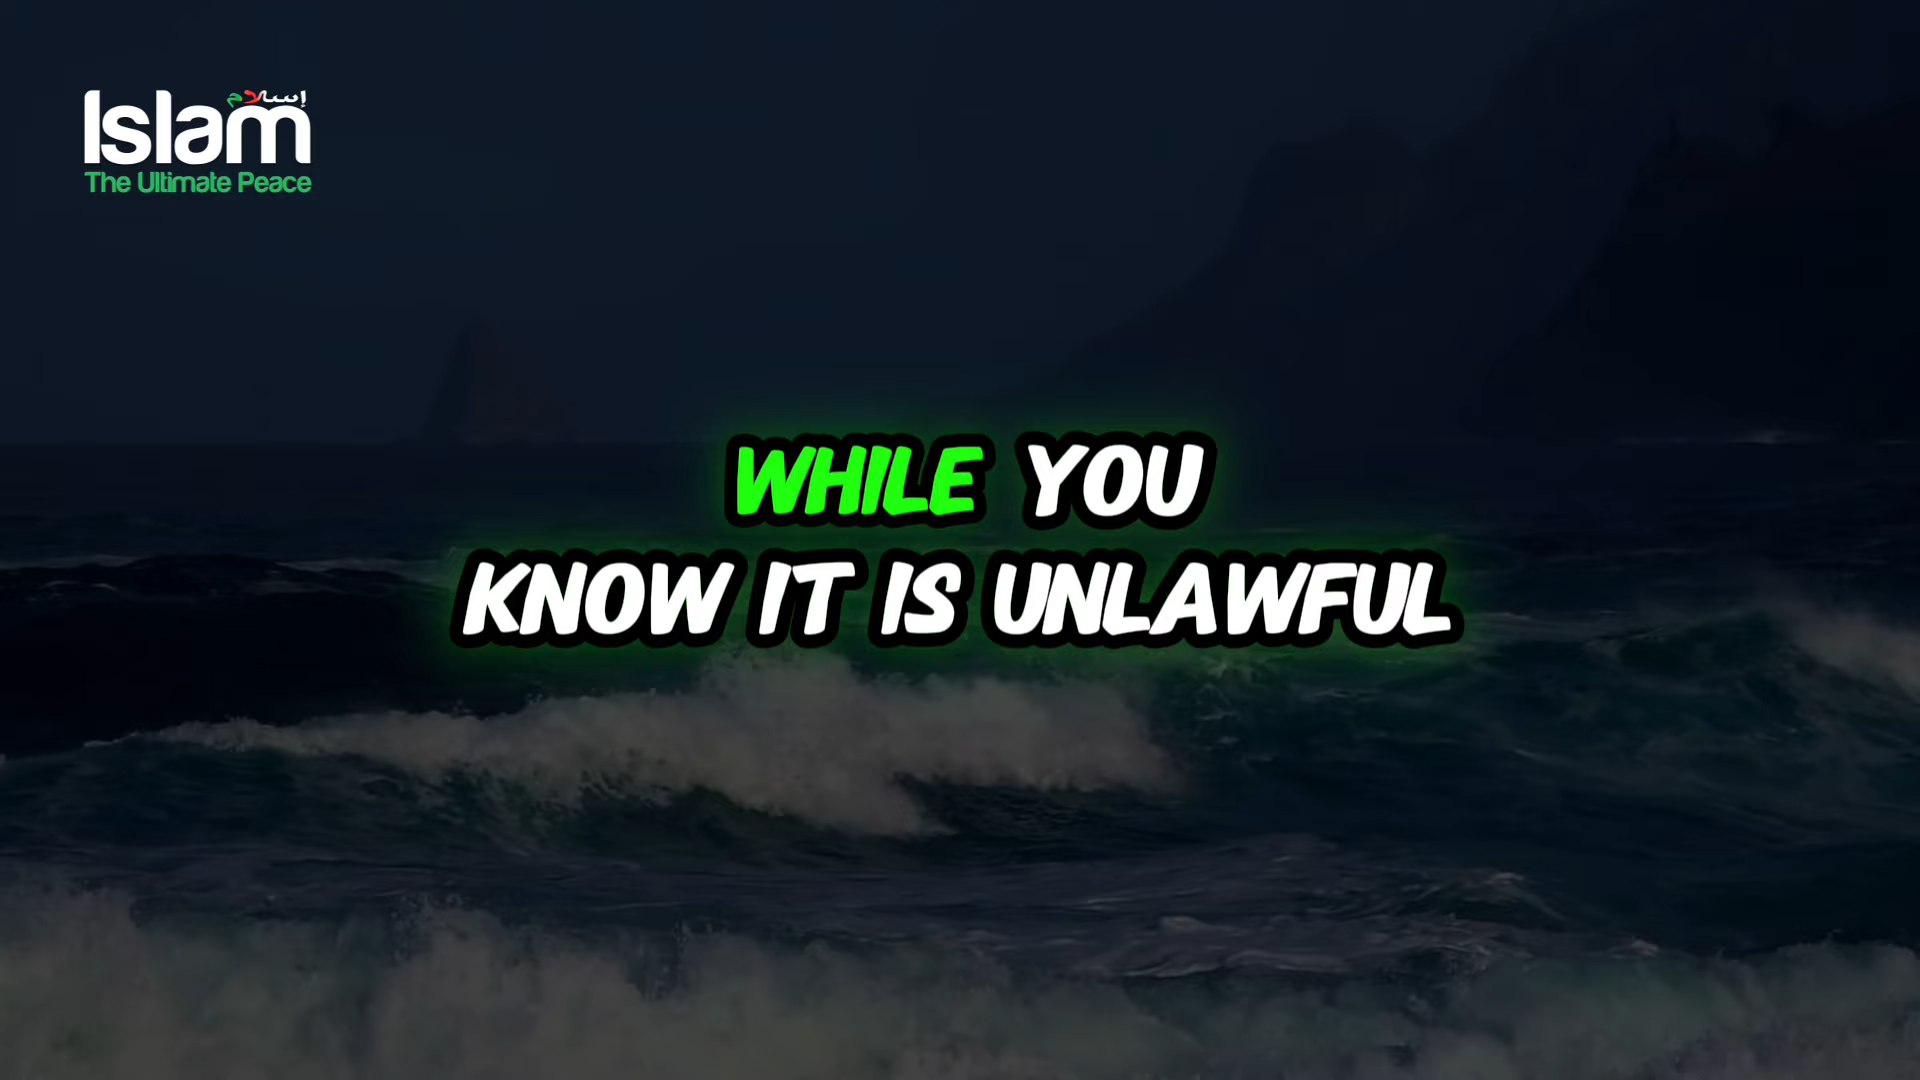 إسلام
Islam
The Ultimate Peace
WHILE YOU
KNOW IT IS UNLAWFUL